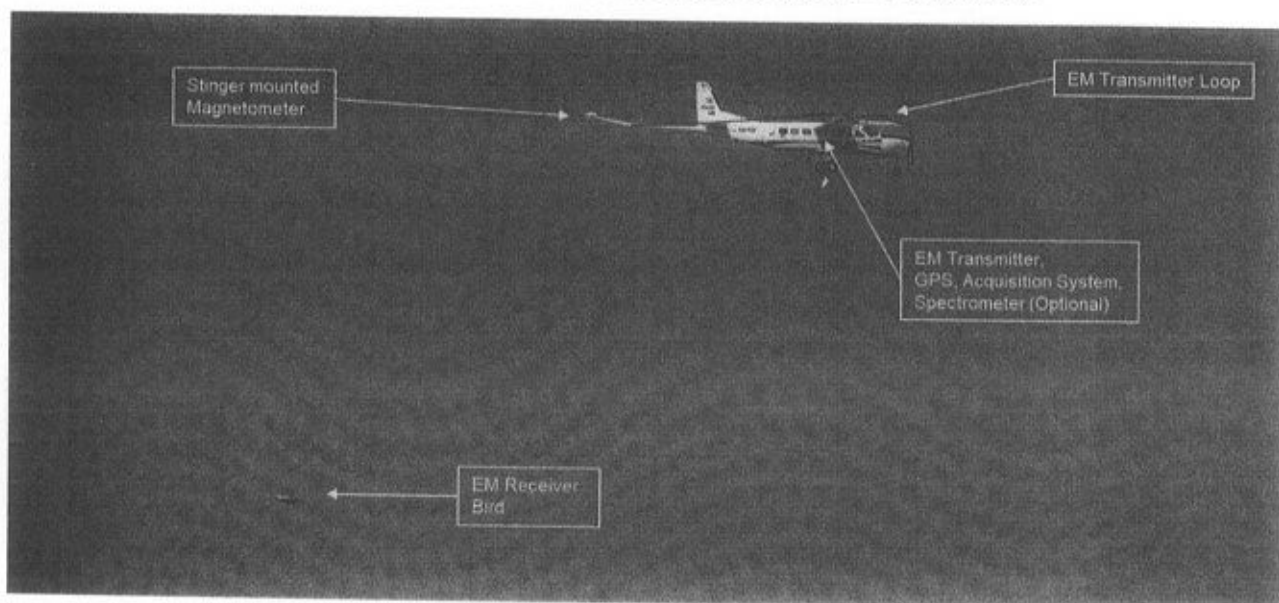 Stinger mounted
Magnetometer
EM Transmitter Loop
EM Transmitter,
GPS, Acquisition System,
Spectrometer (Optional)
EM Receiver
Bird